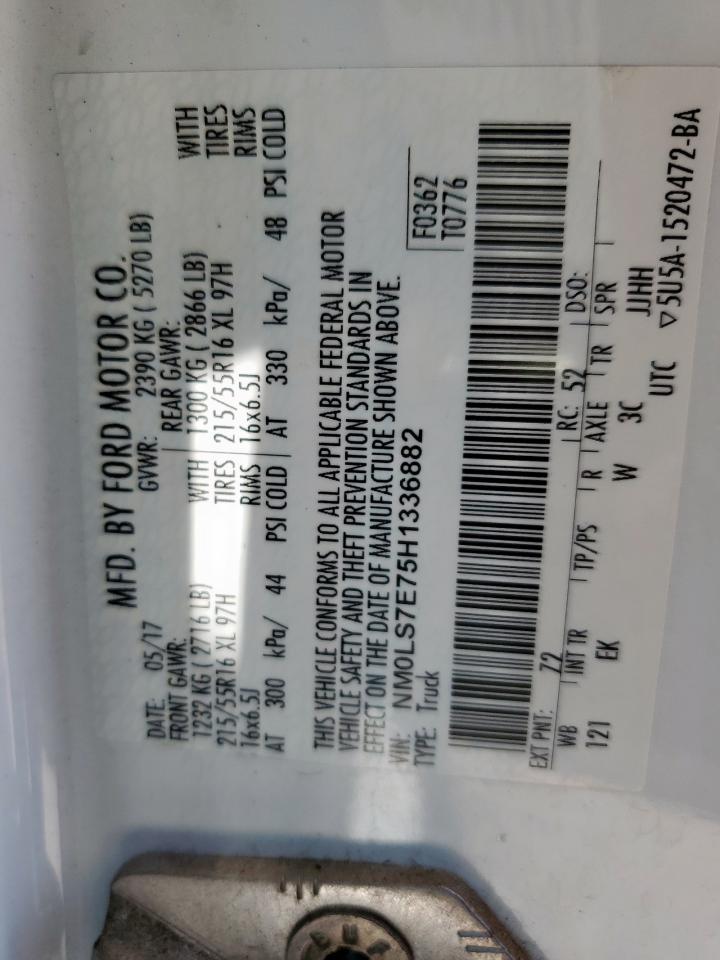 MFD. BY FORD MOTOR CO.
DATE: 05/17 GVWR: 2390 KG ( 5270 LB)
FRONT GAWR: REAR GAWR:
1232 KG ( 2716 LB) WITH 1300 KG ( 2866 LB) WITH
215/55R16 XL 97H TIRES 215/55R16 XL 97H TIRES
16x6.5J RIMS 16x6.5J RIMS
AT 300 kPa/ 44 PSI COLD AT 330 kPa/ 48 PSI COLD
THIS VEHICLE CONFORMS TO ALL APPLICABLE FEDERAL MOTOR
VEHICLE SAFETY AND THEFT PREVENTION STANDARDS IN
EFFECT ON THE DATE OF MANUFACTURE SHOWN ABOVE.
VIN: NM0LS7E75H1336882 F0362
TYPE: Truck T0776
EXT PNT: Z2 RC: 52 DSO:
WB INT TR TP/PS R AXLE TR SPR
121 EK W 3C JJHH
UTC ▽5U5A-1520472-BA